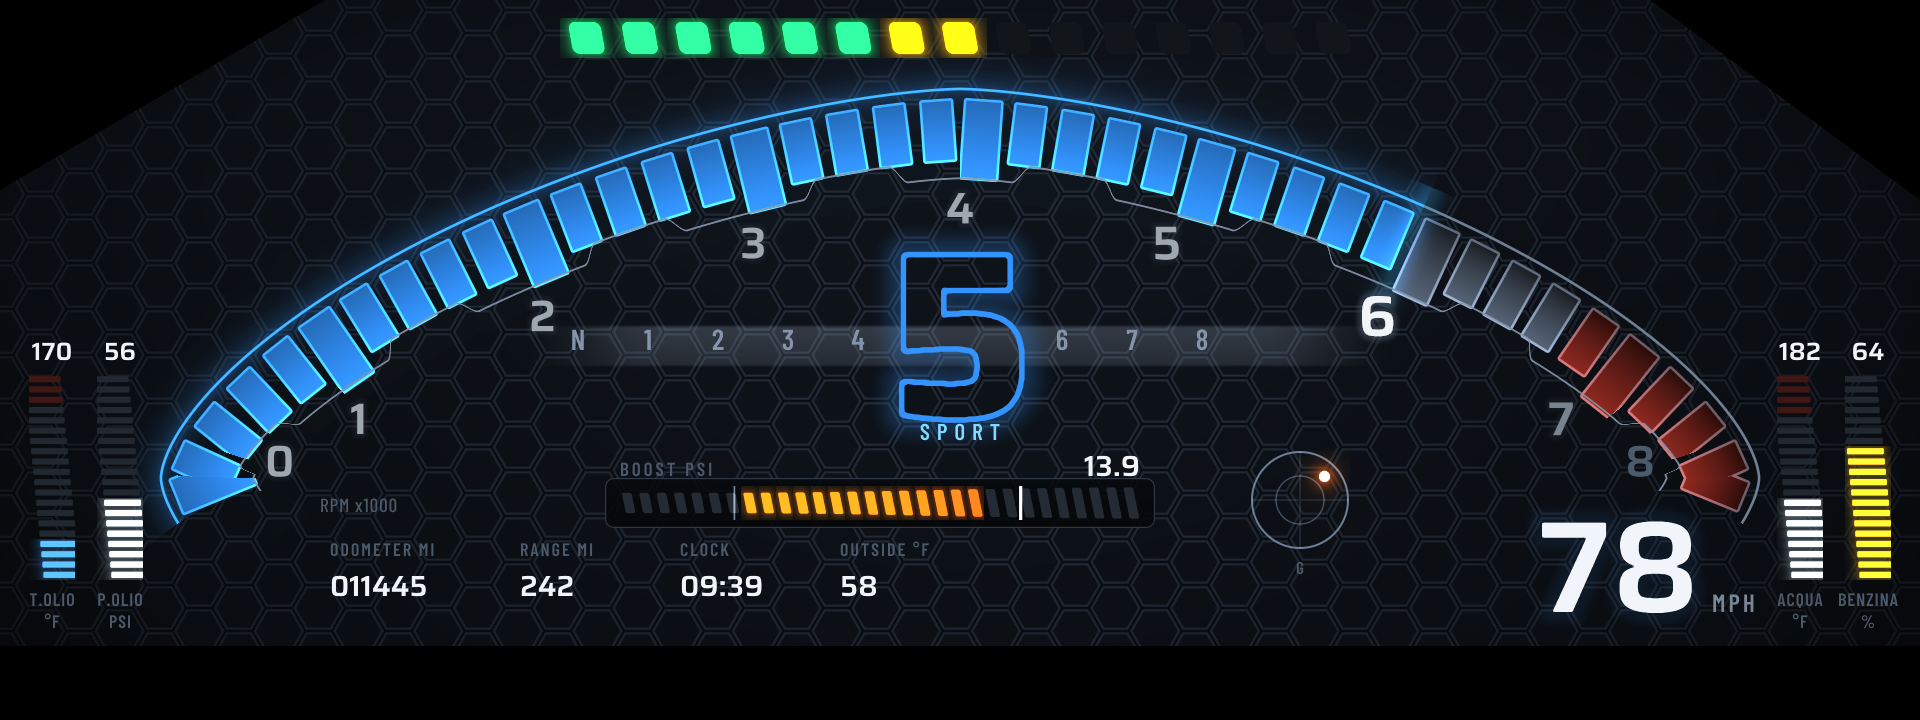 4
3 5
2 6
N 1 2 3 4 5 6 7 8
SPORT
170 56
182 64
1 7
0 8
BOOST PSI 13.9
RPM x1000
ODOMETER MI RANGE MI CLOCK OUTSIDE °F
011445 242 09:39 58
G
78 MPH
T.OLIO P.OLIO
°F PSI
ACQUA BENZINA
°F %